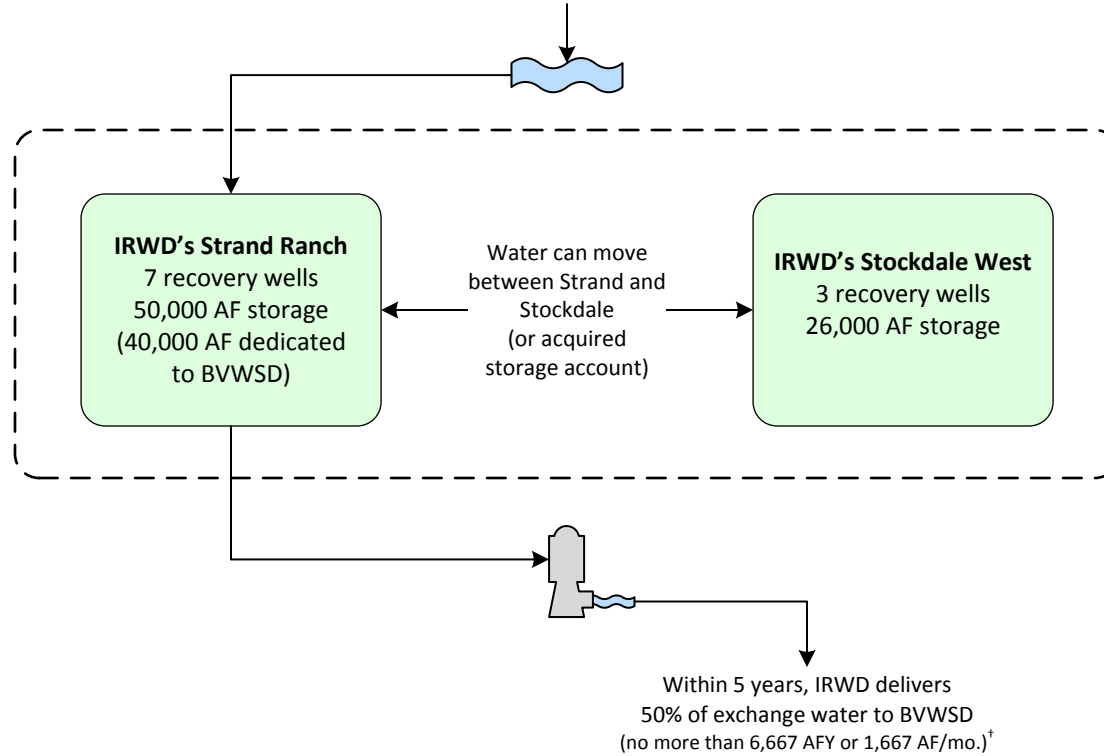 IRWD’s Strand Ranch
7 recovery wells
50,000 AF storage
(40,000 AF dedicated
to BVWSD)
Water can move
between Strand and
Stockdale
(or acquired
storage account)
IRWD’s Stockdale West
3 recovery wells
26,000 AF storage
Within 5 years, IRWD delivers
50% of exchange water to BVWSD
(no more than 6,667 AFY or 1,667 AF/mo.)†